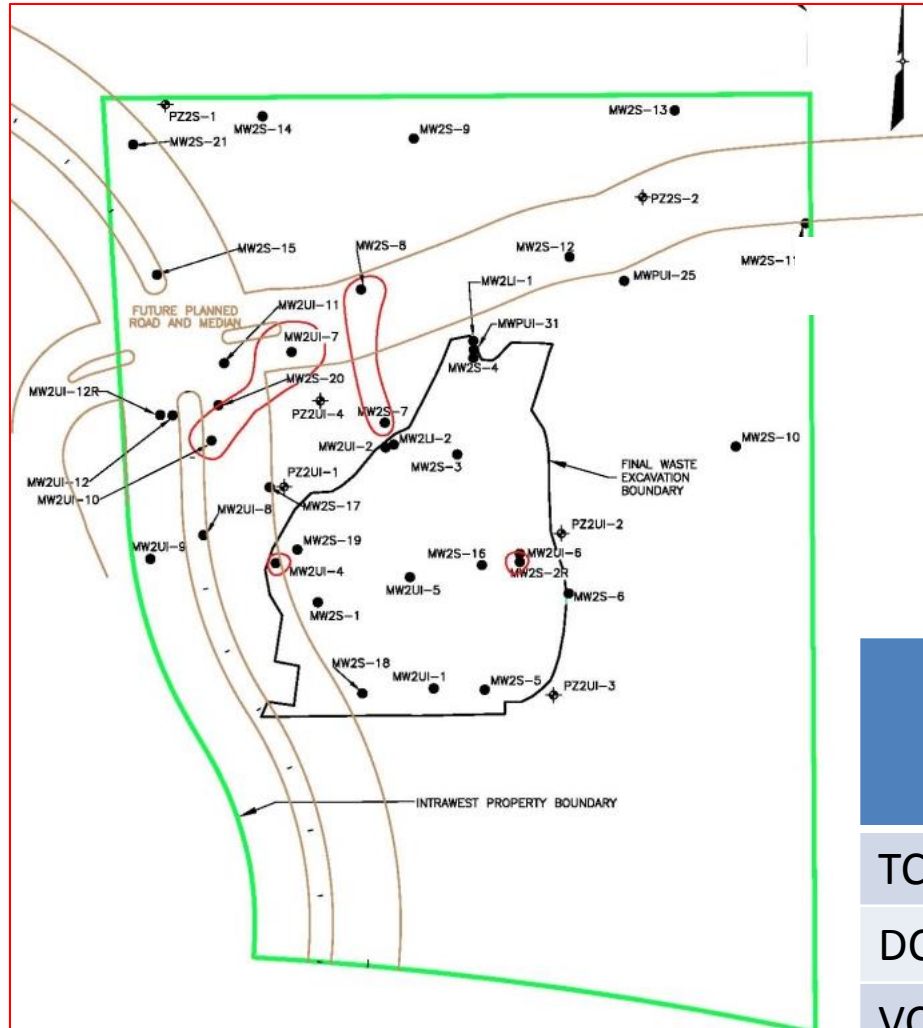 PZ2S-1
MW2S-14
MW2S-13
MW2S-21
MW2S-9
PZ2S-2
MW2S-15
MW2S-8
MW2S-12
MW2S-11
MW2LI-1
MWPUI-25
MW2UI-11
FUTURE PLANNED
ROAD AND MEDIAN
MWPUI-31
MW2UI-7
MW2S-4
MW2S-20
MW2UI-12R
PZ2UI-4
MW2S-7
MW2UI-2
MW2LI-2
MW2S-10
MW2S-3
FINAL WASTE
EXCAVATION
BOUNDARY
MW2UI-12
PZ2UI-1
MW2UI-10
MW2S-17
MW2UI-8
PZ2UI-2
MW2S-19
MW2UI-9
MW2S-16
MW2UI-6
MW2UI-4
MW2S-2R
MW2UI-5
MW2S-6
MW2S-1
MW2S-18
MW2UI-1
MW2S-5
PZ2UI-3
INTRAWEST PROPERTY BOUNDARY